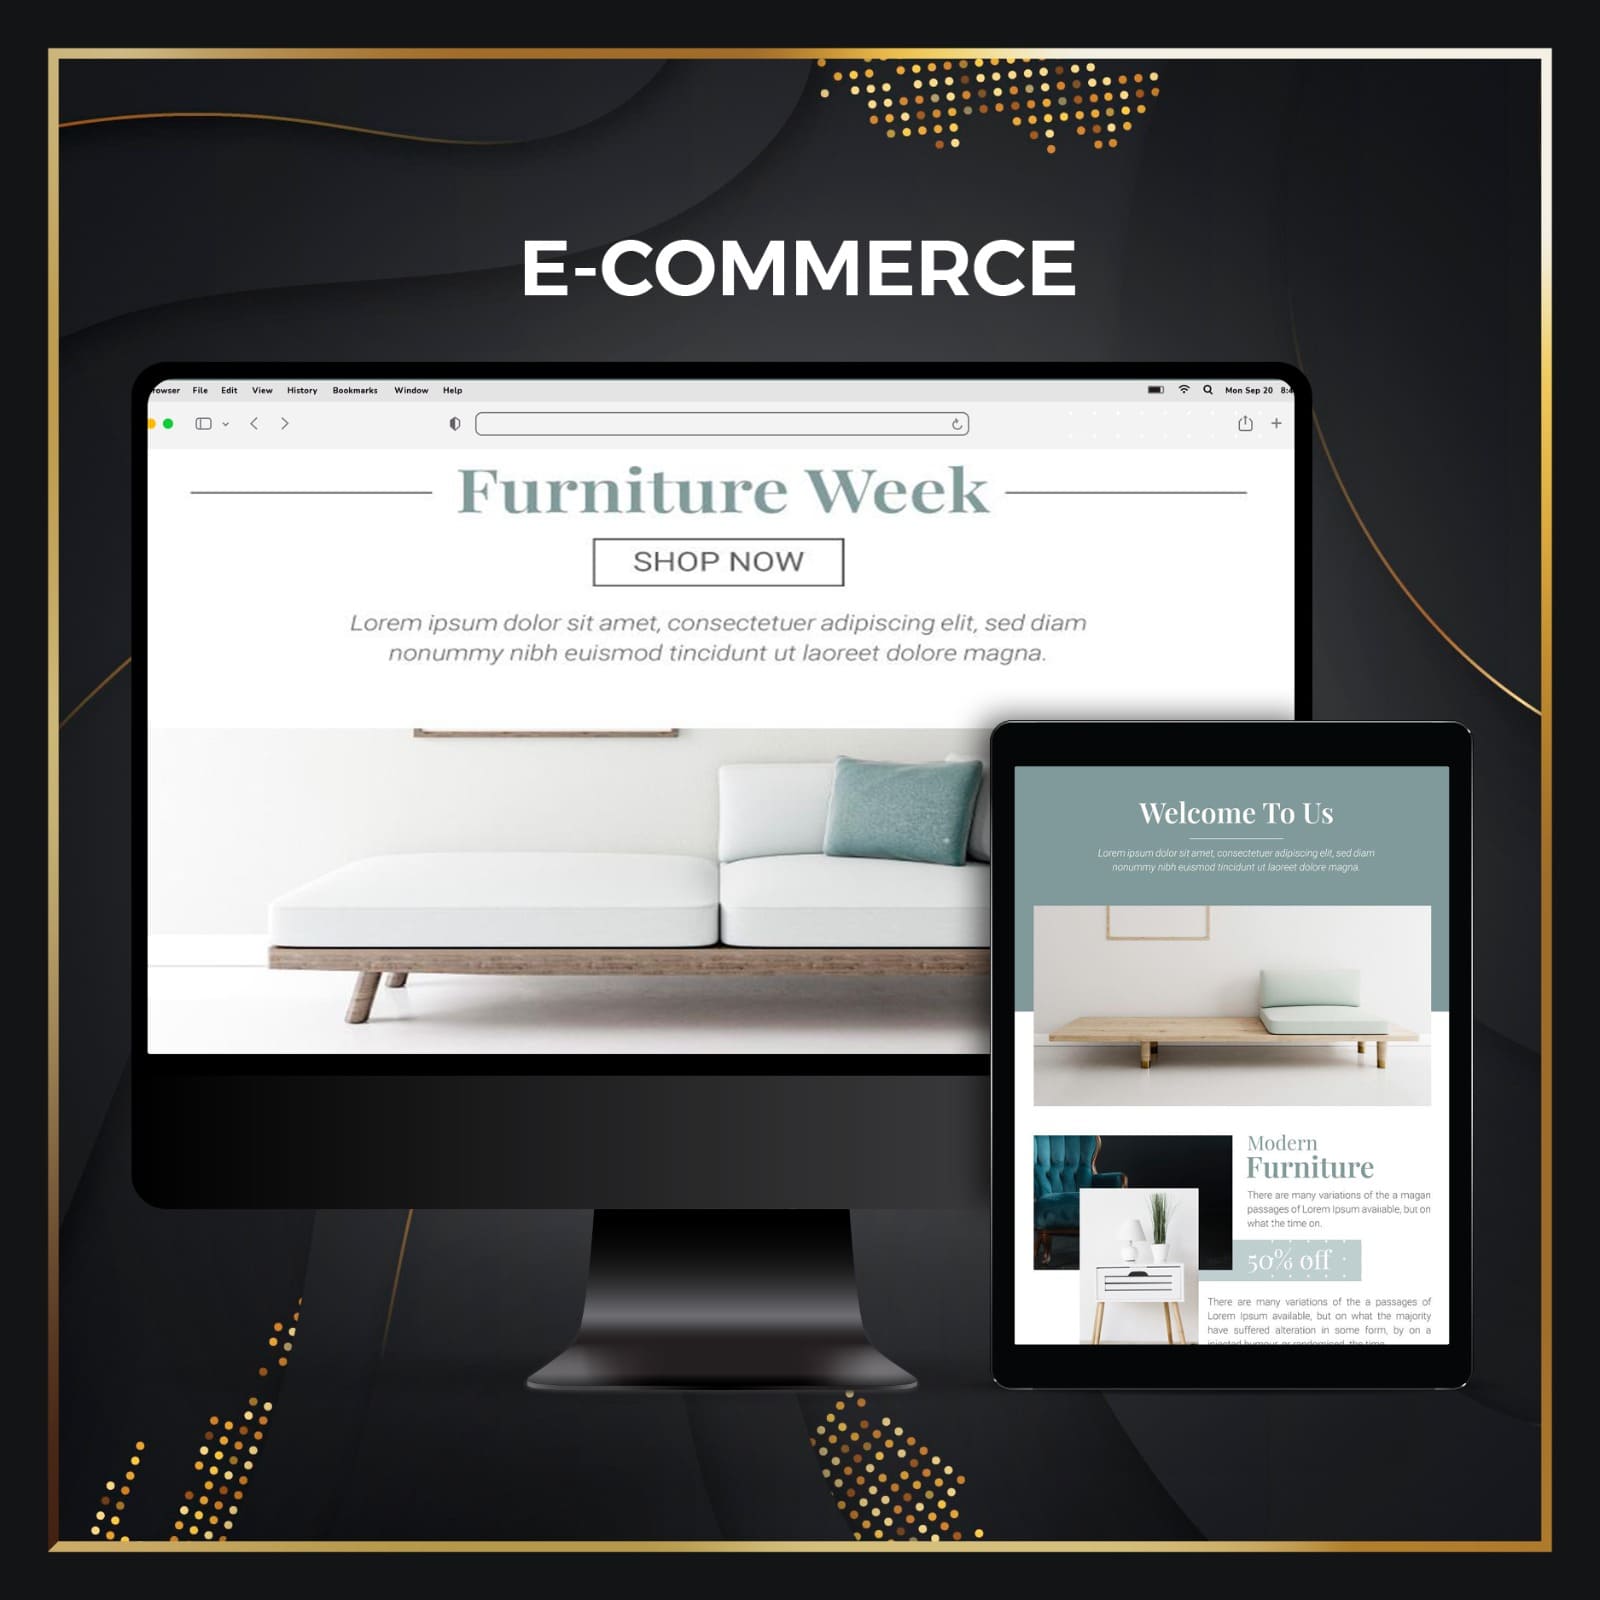 E-COMMERCE
rowser File Edit View History Bookmarks Window Help Mon Sep 20
Furniture Week
SHOP NOW
Lorem ipsum dolor sit amet, consectetuer adipiscing elit, sed diam
nonummy nibh euismod tincidunt ut laoreet dolore magna.
Welcome To Us
Lorem ipsum dolor sit amet, consectetuer adipiscing elit, sed diam
nonummy nibh euismod tincidunt ut laoreet dolore magna.
Modern
Furniture
There are many variations of the a magan
passages of Lorem Ipsum available, but on
what the time on.
50% off
There are many variations of the a passages of
Lorem Ipsum available, but on what the majority
have suffered alteration in some form, by on a